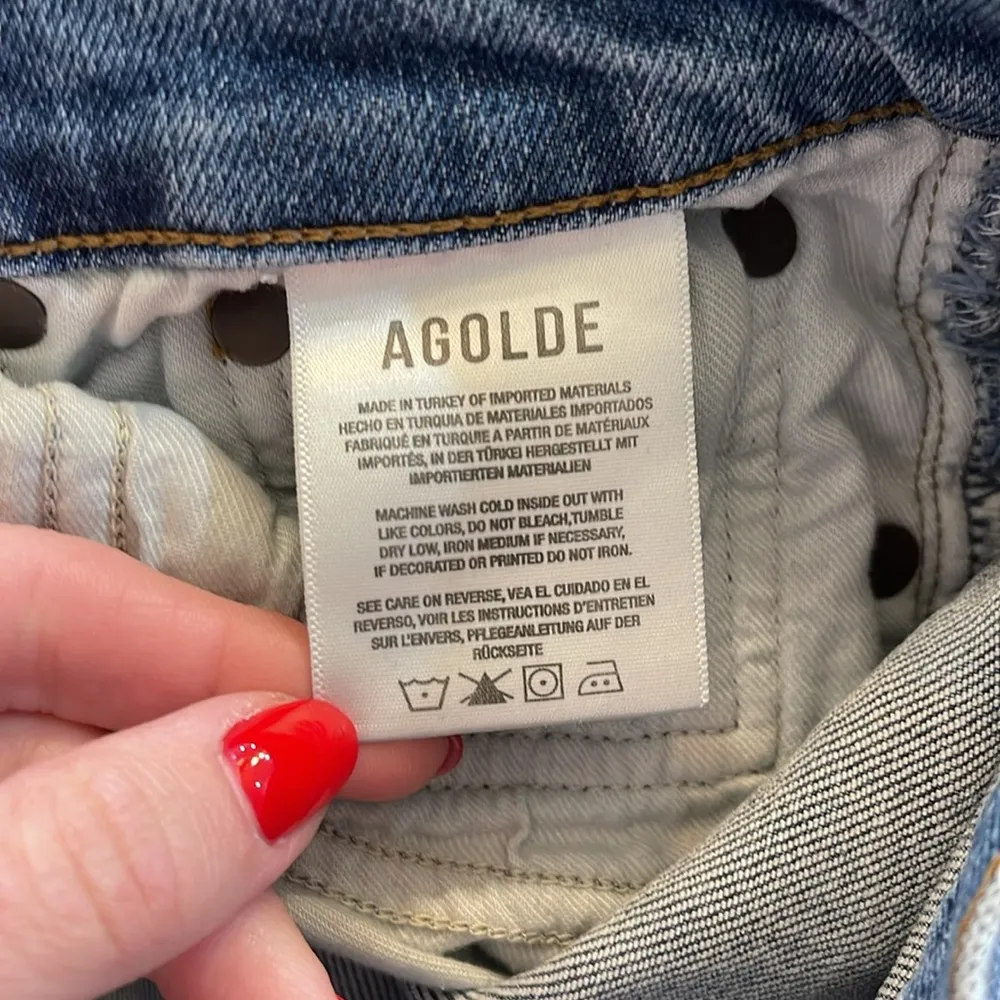 AGOLDE
MADE IN TURKEY OF IMPORTED MATERIALS
HECHO EN TURQUIA DE MATERIALES IMPORTADOS
FABRIQUÉ EN TURQUIE A PARTIR DE MATÉRIAUX
IMPORTÉS, IN DER TÜRKEI HERGESTELLT MIT
IMPORTIERTEN MATERIALIEN
MACHINE WASH COLD INSIDE OUT WITH
LIKE COLORS, DO NOT BLEACH,TUMBLE
DRY LOW, IRON MEDIUM IF NECESSARY,
IF DECORATED OR PRINTED DO NOT IRON.
SEE CARE ON REVERSE, VEA EL CUIDADO EN EL
REVERSO, VOIR LES INSTRUCTIONS D'ENTRETIEN
SUR L'ENVERS, PFLEGEANLEITUNG AUF DER
RÜCKSEITE